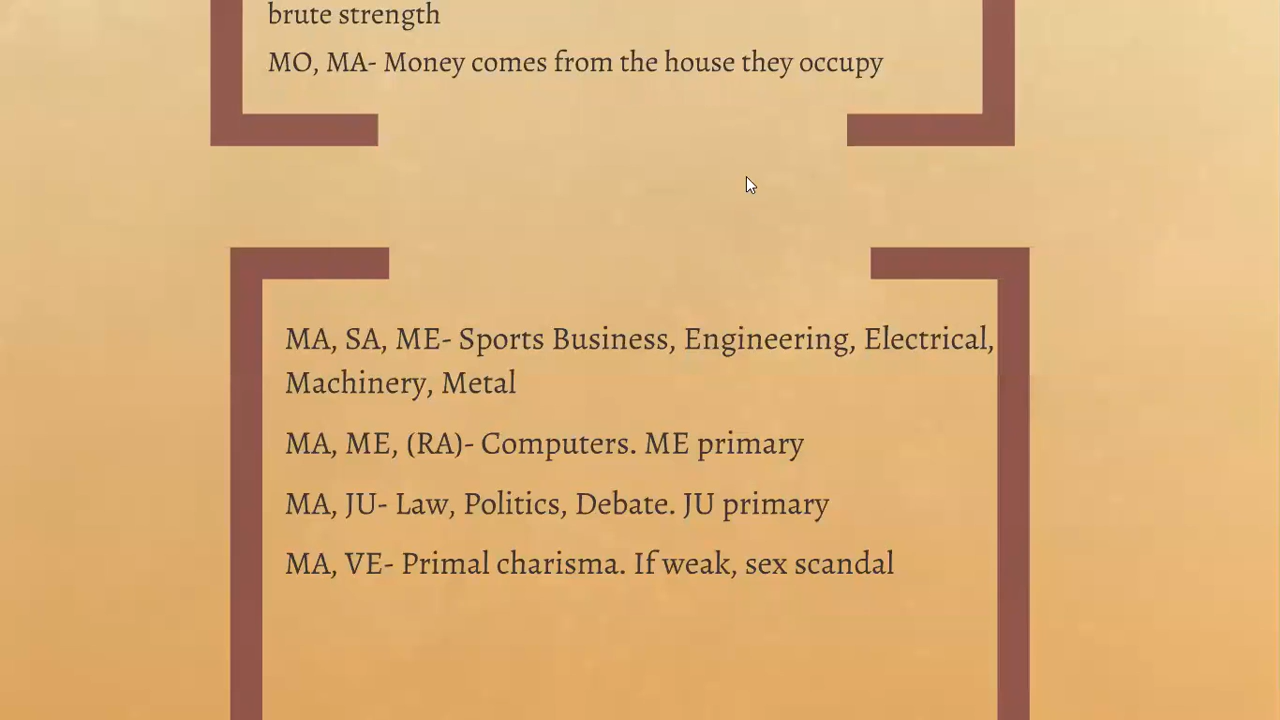 brute strength
MO, MA- Money comes from the house they occupy
MA, SA, ME- Sports Business, Engineering, Electrical,
Machinery, Metal
MA, ME, (RA)- Computers. ME primary
MA, JU- Law, Politics, Debate. JU primary
MA, VE- Primal charisma. If weak, sex scandal